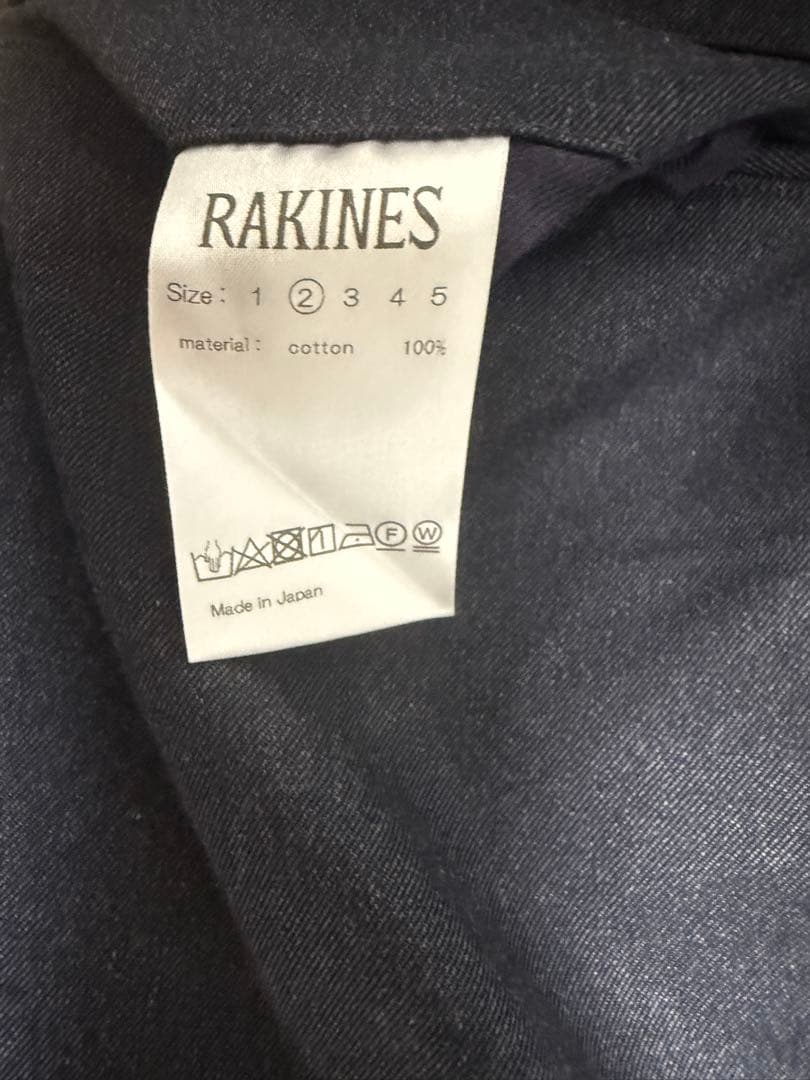 RAKINES
Size: 1 2 3 4 5
material: cotton 100%
F W
Made in Japan